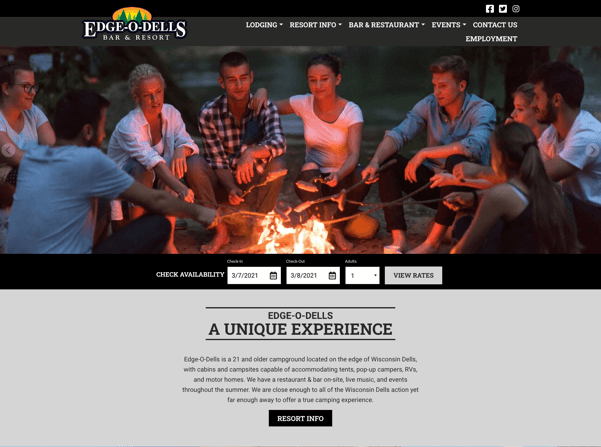 EDGE-O-DELLS
BAR & RESORT
LODGING RESORT INFO BAR & RESTAURANT EVENTS CONTACT US
EMPLOYMENT
CHECK AVAILABILITY
Check-In
3/7/2021
Check-Out
3/8/2021
Adults
1
VIEW RATES
EDGE-O-DELLS
A UNIQUE EXPERIENCE
Edge-O-Dells is a 21 and older campground located on the edge of Wisconsin Dells,
with cabins and campsites capable of accommodating tents, pop-up campers, RVs,
and motor homes. We have a restaurant & bar on-site, live music, and events
throughout the summer. We are close enough to all of the Wisconsin Dells action yet
far enough away to offer a true camping experience.
RESORT INFO